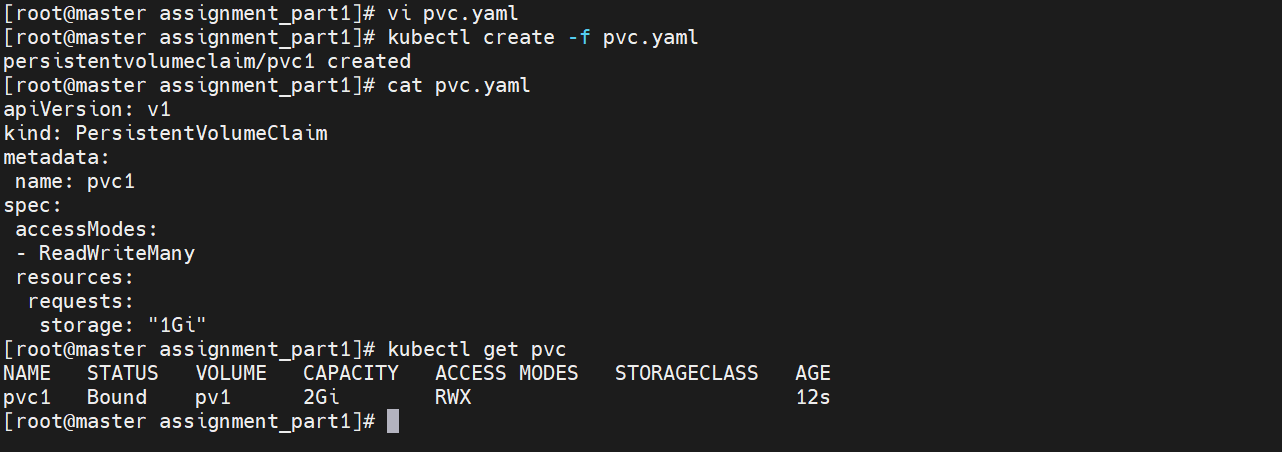 [root@master assignment_part1]# vi pvc.yaml
[root@master assignment_part1]# kubectl create -f pvc.yaml
persistentvolumeclaim/pvc1 created
[root@master assignment_part1]# cat pvc.yaml
apiVersion: v1
kind: PersistentVolumeClaim
metadata:
 name: pvc1
spec:
 accessModes:
 - ReadWriteMany
 resources:
  requests:
   storage: "1Gi"
[root@master assignment_part1]# kubectl get pvc
NAME   STATUS   VOLUME   CAPACITY   ACCESS MODES   STORAGECLASS   AGE
pvc1   Bound    pv1      2Gi        RWX                           12s
[root@master assignment_part1]#